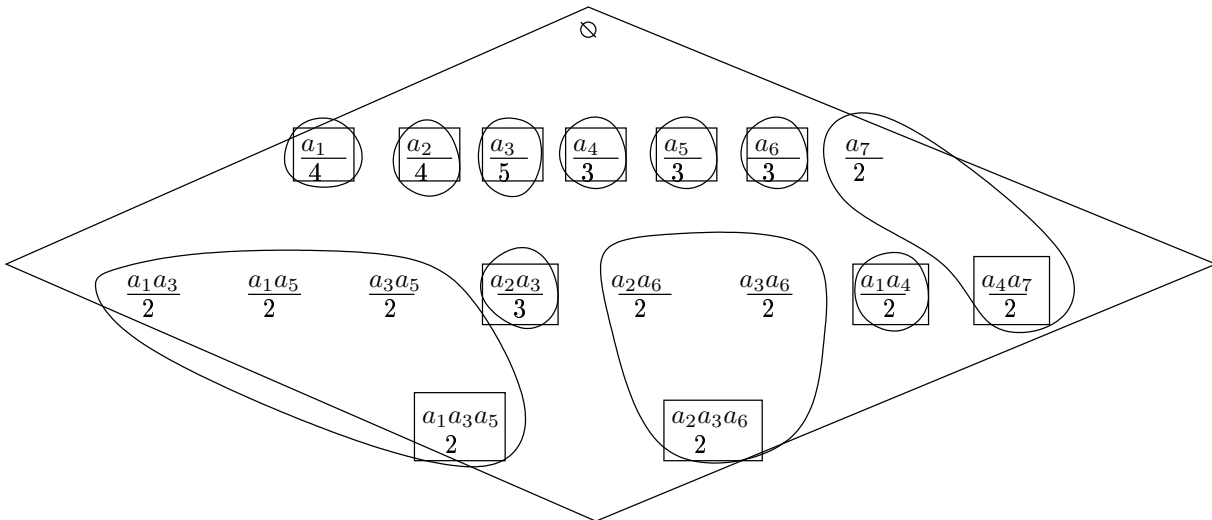 ∅
a₁ a₂ a₃ a₄ a₅ a₆ a₇
4 4 5 3 3 3 2
a₁a₃ a₁a₅ a₃a₅ a₂a₃ a₂a₆ a₃a₆ a₁a₄ a₄a₇
2 2 2 3 2 2 2 2
a₁a₃a₅ a₂a₃a₆
2 2